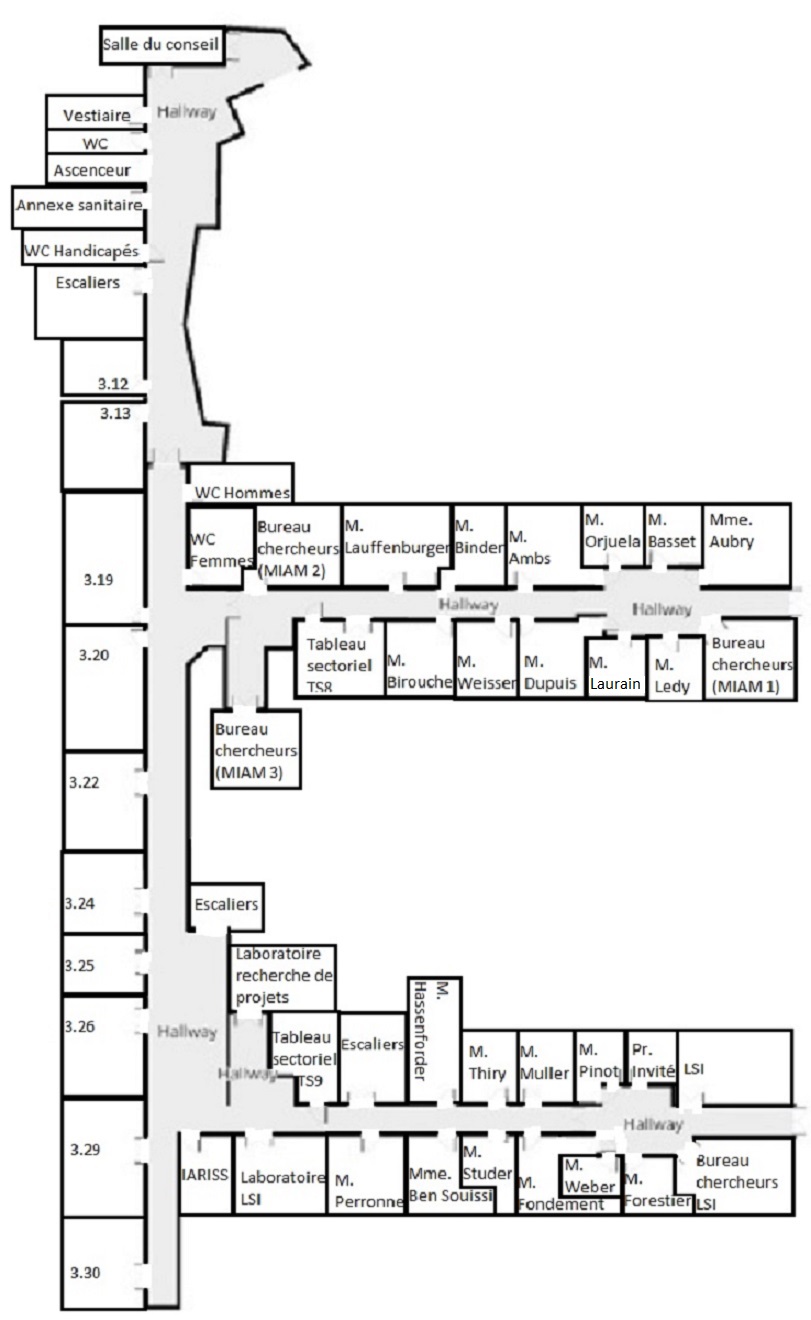 Salle du conseil
Hallway
Vestiaire
WC
Ascenceur
Annexe sanitaire
WC Handicapés
Escaliers
3.12
3.13
WC Hommes
WC
Femmes
Bureau
chercheurs
(MIAM 2)
M.
Lauffenburger
M.
Binder
M.
Ambs
M.
Orjuela
M.
Basset
Mme.
Aubry
3.19
Hallway
Hallway
3.20
Tableau
sectoriel
TS8
M.
Birouche
M.
Weisser
M.
Dupuis
M.
Laurain
M.
Ledy
Bureau
chercheurs
(MIAM 1)
Bureau
chercheurs
(MIAM 3)
3.22
3.24
Escaliers
3.25
Laboratoire
recherche de
projets
3.26
Hallway
Hallway
Tableau
sectoriel
TS9
Escaliers
M.
Hassenforder
M.
Thiry
M.
Muller
M.
Pinot
Pr.
Invité
LSI
Hallway
3.29
IARISS
Laboratoire
LSI
M.
Perronne
Mme.
Ben Souissi
M.
Studer
M.
Fondement
M.
Weber
M.
Forestier
Bureau
chercheurs
LSI
3.30